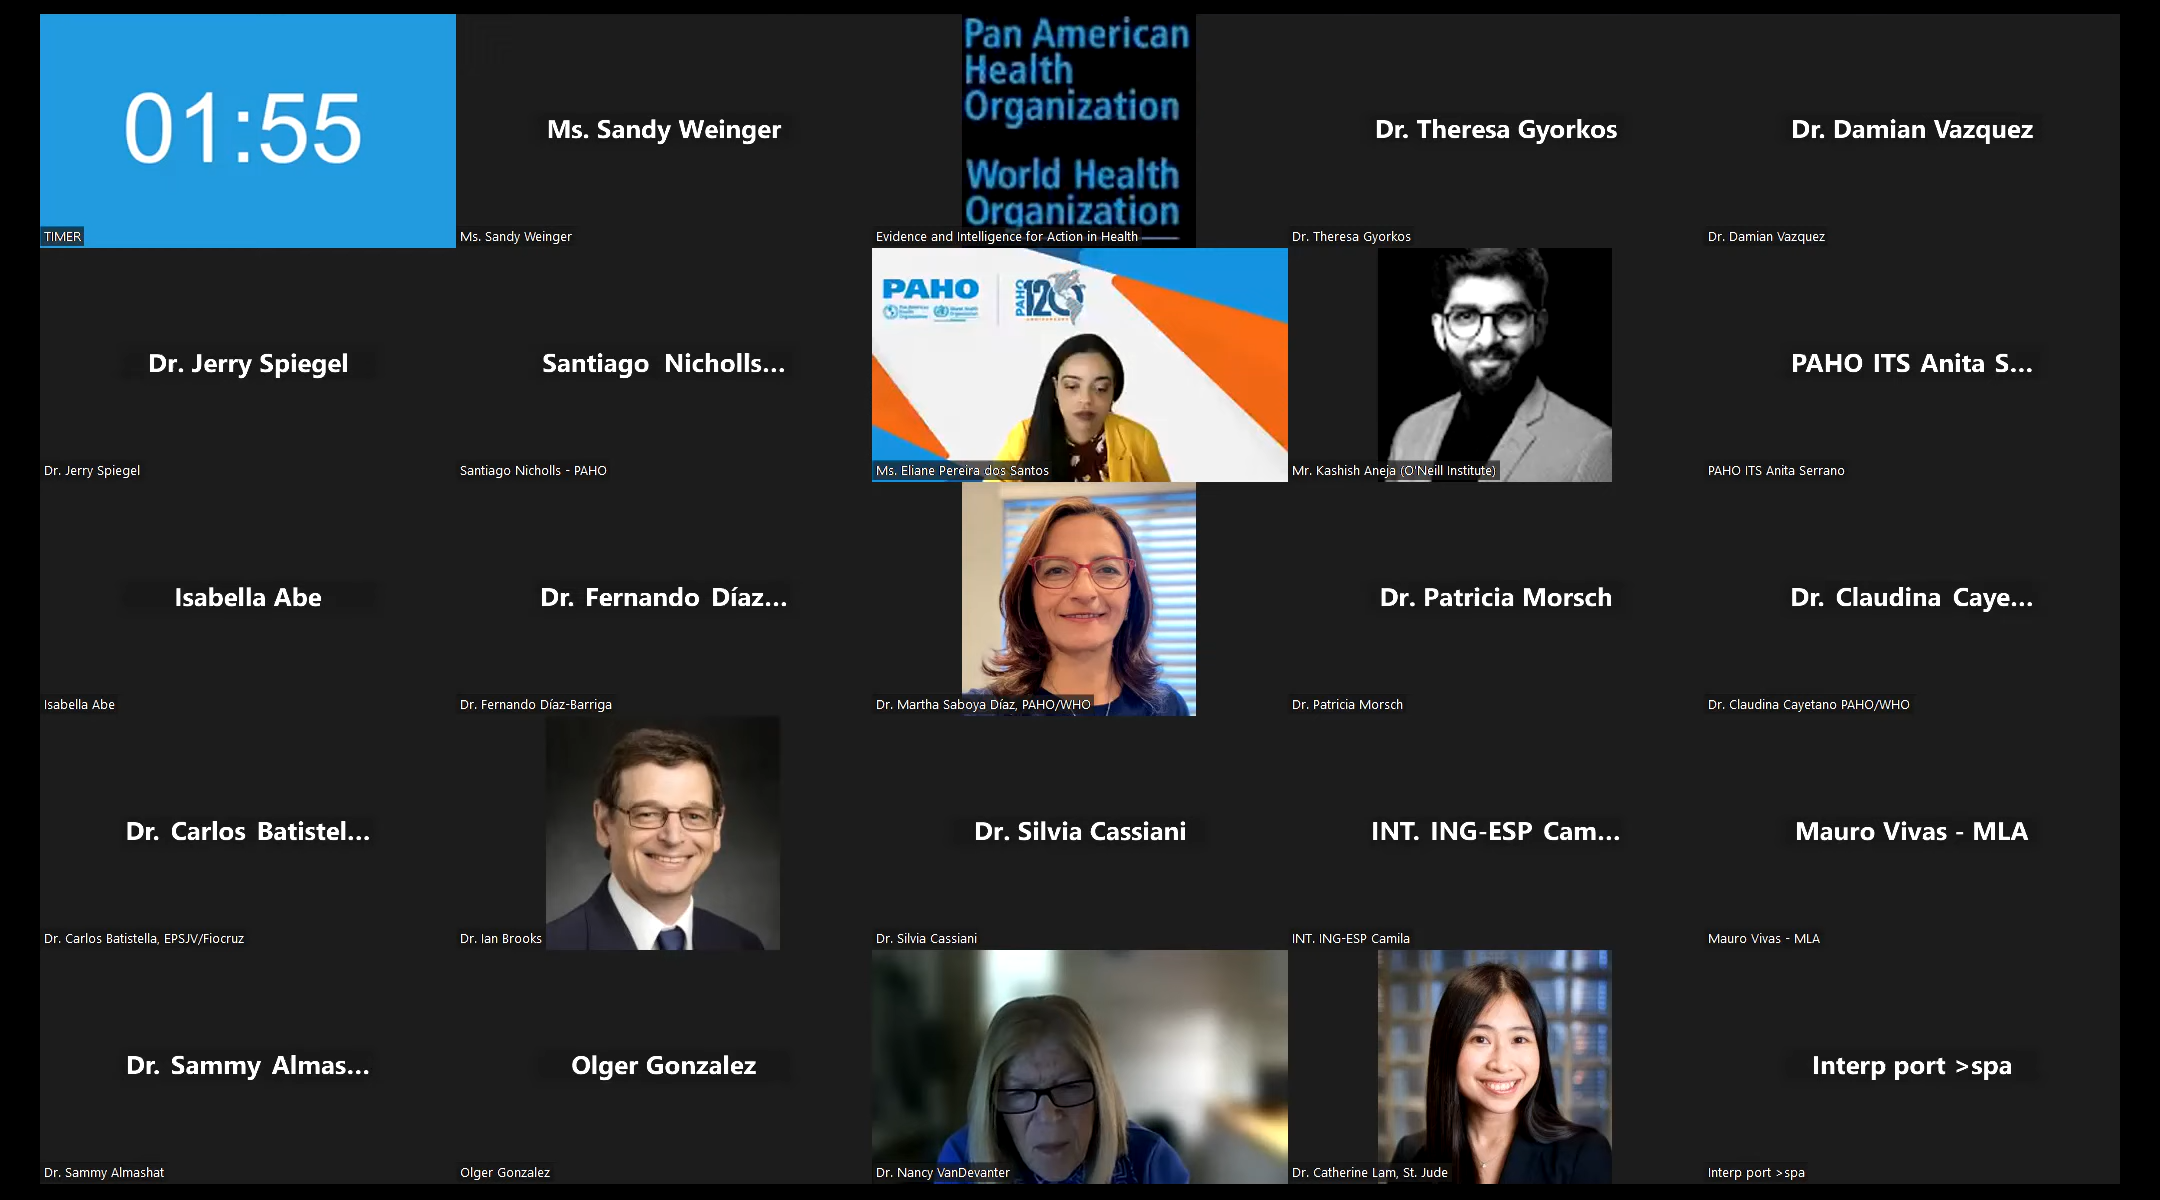 01:55
TIMER
Ms. Sandy Weinger
Ms. Sandy Weinger
Pan American
Health
Organization
World Health
Organization
Evidence and Intelligence for Action in Health
Dr. Theresa Gyorkos
Dr. Theresa Gyorkos
Dr. Damian Vazquez
Dr. Damian Vazquez
Dr. Jerry Spiegel
Dr. Jerry Spiegel
Santiago Nicholls...
Santiago Nicholls - PAHO
PAHO
PAHO 120
Ms. Eliane Pereira dos Santos
Mr. Kashish Aneja (O'Neill Institute)
PAHO ITS Anita S...
PAHO ITS Anita Serrano
Isabella Abe
Isabella Abe
Dr. Fernando Díaz...
Dr. Fernando Díaz-Barriga
Dr. Martha Saboya Díaz, PAHO/WHO
Dr. Patricia Morsch
Dr. Patricia Morsch
Dr. Claudina Caye...
Dr. Claudina Cayetano PAHO/WHO
Dr. Carlos Batistel...
Dr. Carlos Batistella, EPSJV/Fiocruz
Dr. Ian Brooks
Dr. Silvia Cassiani
Dr. Silvia Cassiani
INT. ING-ESP Cam...
INT. ING-ESP Camila
Mauro Vivas - MLA
Mauro Vivas - MLA
Dr. Sammy Almas...
Dr. Sammy Almashat
Olger Gonzalez
Olger Gonzalez
Dr. Nancy VanDevanter
Dr. Catherine Lam, St. Jude
Interp port >spa
Interp port >spa